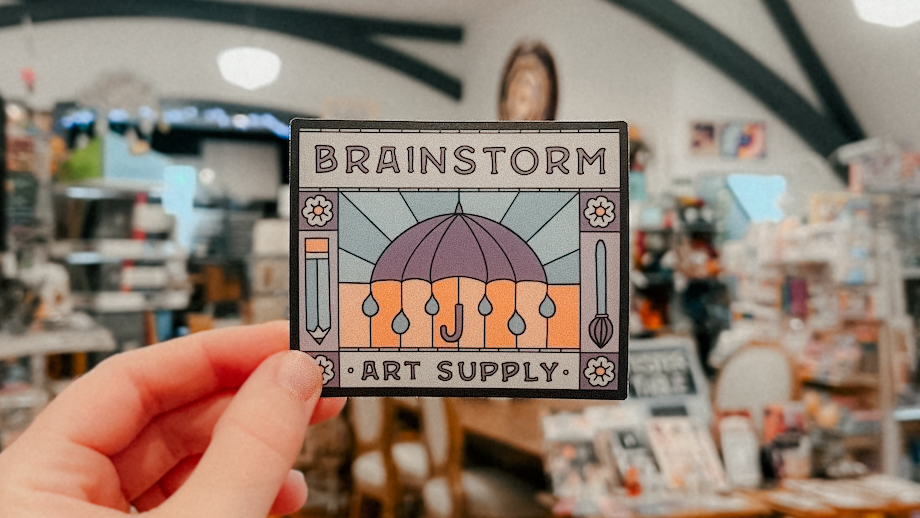 BRAINSTORM
· ART SUPPLY ·